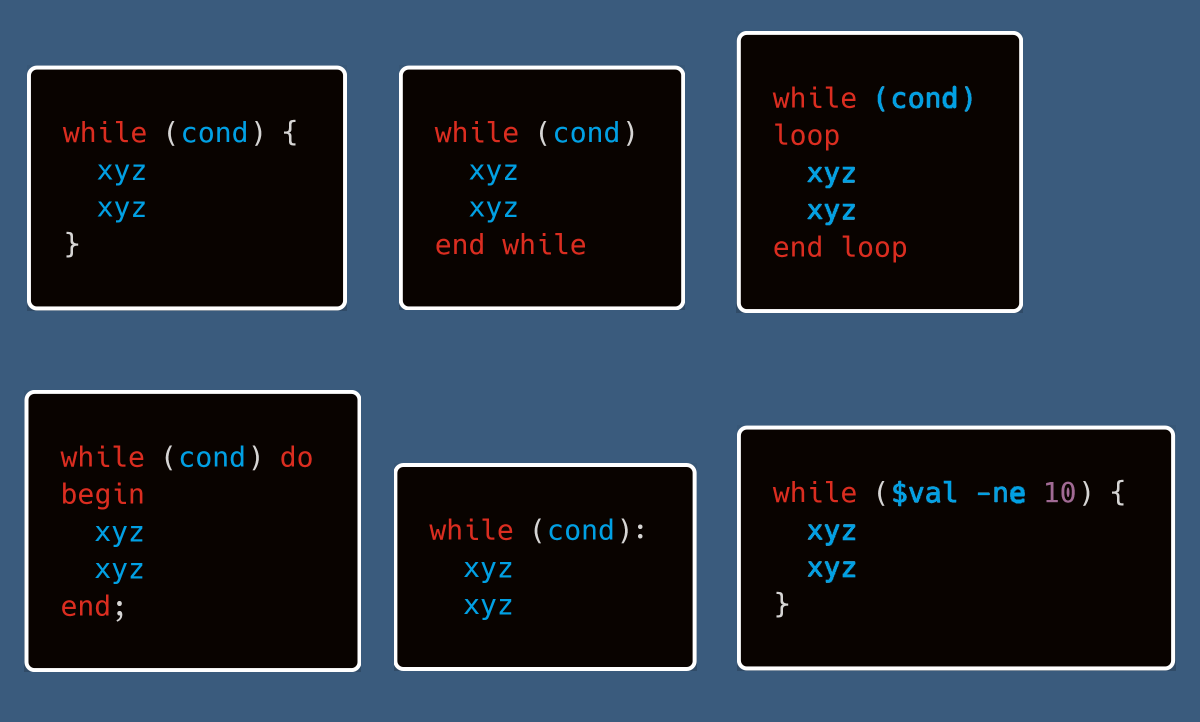 while (cond) {
  xyz
  xyz
}
while (cond)
  xyz
  xyz
end while
while (cond)
loop
  xyz
  xyz
end loop
while (cond) do
begin
  xyz
  xyz
end;
while (cond):
  xyz
  xyz
while ($val -ne 10) {
  xyz
  xyz
}